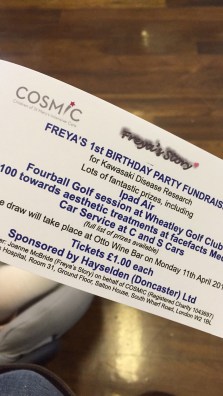 COSMIC
Freya's Story
FREYA'S 1st BIRTHDAY PARTY FUNDRAIS
for Kawasaki Disease Research
Lots of fantastic prizes, including
Ipad Air
Fourball Golf session at Wheatley Golf Club
100 towards aesthetic treatments at facefacts Med
Car Service at C and S Cars
(full list of prizes available)
e draw will take place at Otto Wine Bar on Monday 11th April 201
Tickets £1.00 each
Sponsored by Hayselden (Doncaster) Ltd
er: Joanne McBride (Freya's Story) on behalf of COSMIC (Registered Charity 1043697)
Hospital, Room 31, Ground Floor, Salton House, South Wharf Road, London W2 1BL